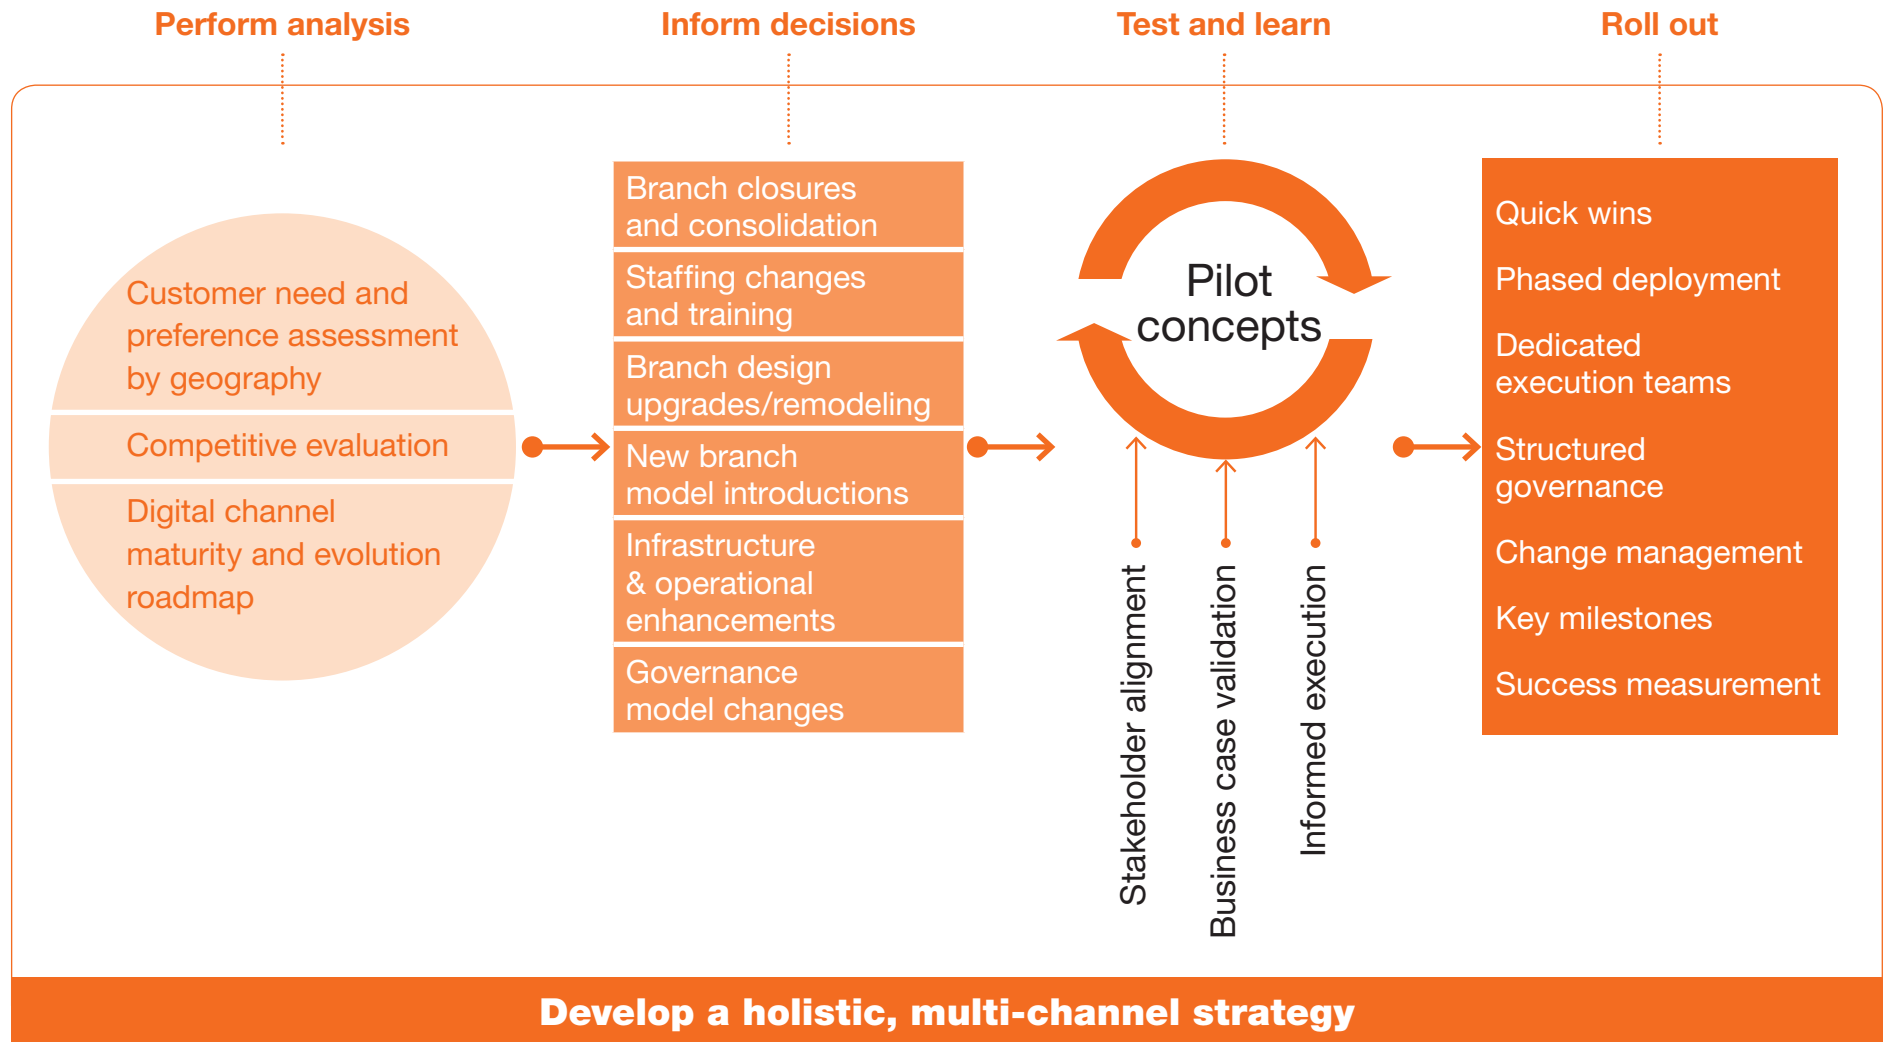 Perform analysis
Inform decisions
Test and learn
Roll out
Customer need and
preference assessment
by geography
Competitive evaluation
Digital channel
maturity and evolution
roadmap
Branch closures
and consolidation
Staffing changes
and training
Branch design
upgrades/remodeling
New branch
model introductions
Infrastructure
& operational
enhancements
Governance
model changes
Pilot
concepts
Stakeholder alignment
Business case validation
Informed execution
Quick wins
Phased deployment
Dedicated
execution teams
Structured
governance
Change management
Key milestones
Success measurement
Develop a holistic, multi-channel strategy